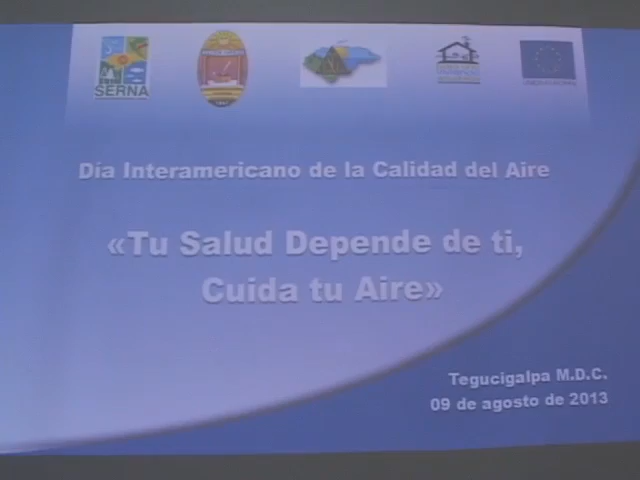 SERNA
Día Interamericano de la Calidad del Aire
«Tu Salud Depende de ti,
Cuida tu Aire»
Tegucigalpa M.D.C.
09 de agosto de 2013